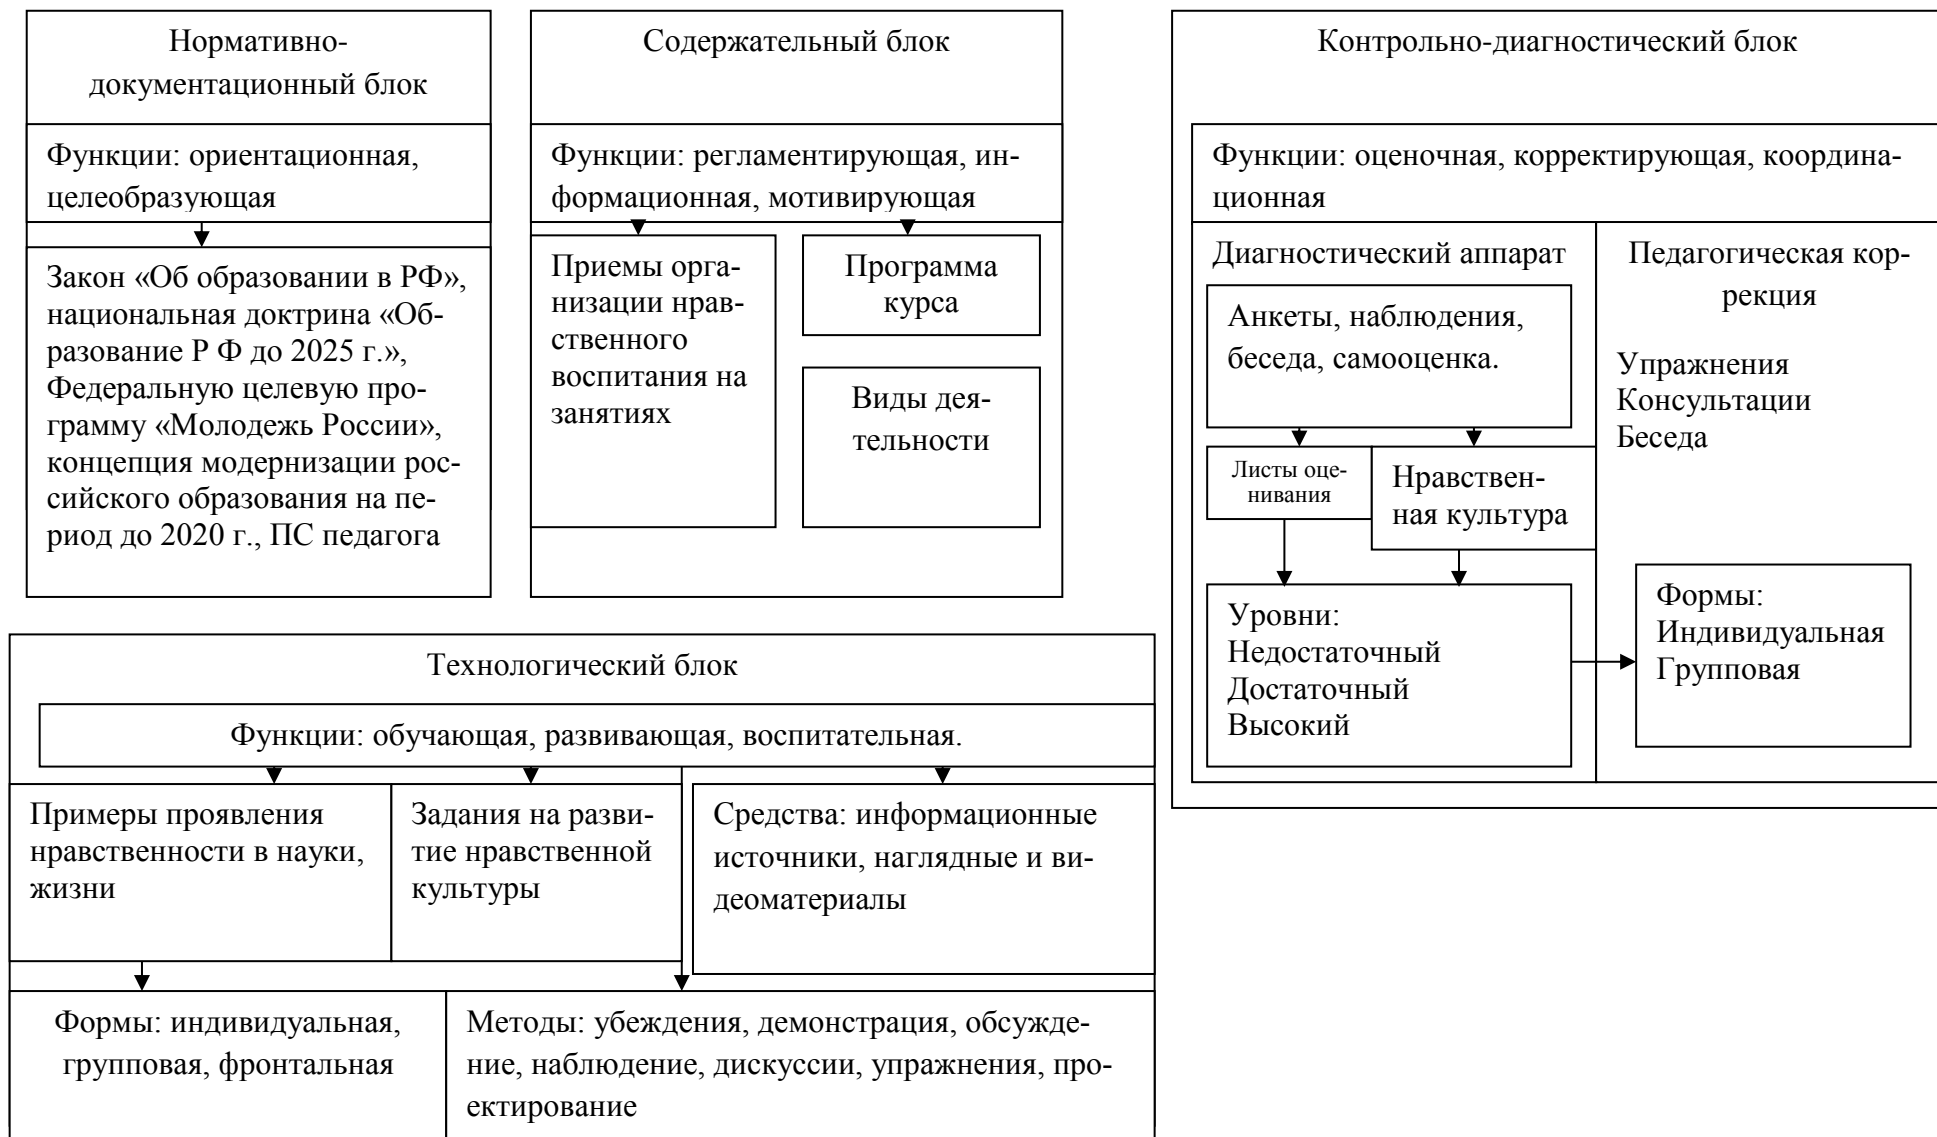 Нормативно-
документационный блок
Функции: ориентационная,
целеобразующая
Закон «Об образовании в РФ»,
национальная доктрина «Об-
разование Р Ф до 2025 г.»,
Федеральную целевую про-
грамму «Молодежь России»,
концепция модернизации рос-
сийского образования на пе-
риод до 2020 г., ПС педагога
Содержательный блок
Функции: регламентирующая, ин-
формационная, мотивирующая
Приемы орга-
низации нрав-
ственного
воспитания на
занятиях
Программа
курса
Виды дея-
тельности
Контрольно-диагностический блок
Функции: оценочная, корректирующая, координа-
ционная
Диагностический аппарат
Анкеты, наблюдения,
беседа, самооценка.
Листы оце-
нивания
Нравствен-
ная культура
Уровни:
Недостаточный
Достаточный
Высокий
Педагогическая кор-
рекция
Упражнения
Консультации
Беседа
Формы:
Индивидуальная
Групповая
Технологический блок
Функции: обучающая, развивающая, воспитательная.
Примеры проявления
нравственности в науки,
жизни
Задания на разви-
тие нравственной
культуры
Средства: информационные
источники, наглядные и ви-
деоматериалы
Формы: индивидуальная,
групповая, фронтальная
Методы: убеждения, демонстрация, обсужде-
ние, наблюдение, дискуссии, упражнения, про-
ектирование